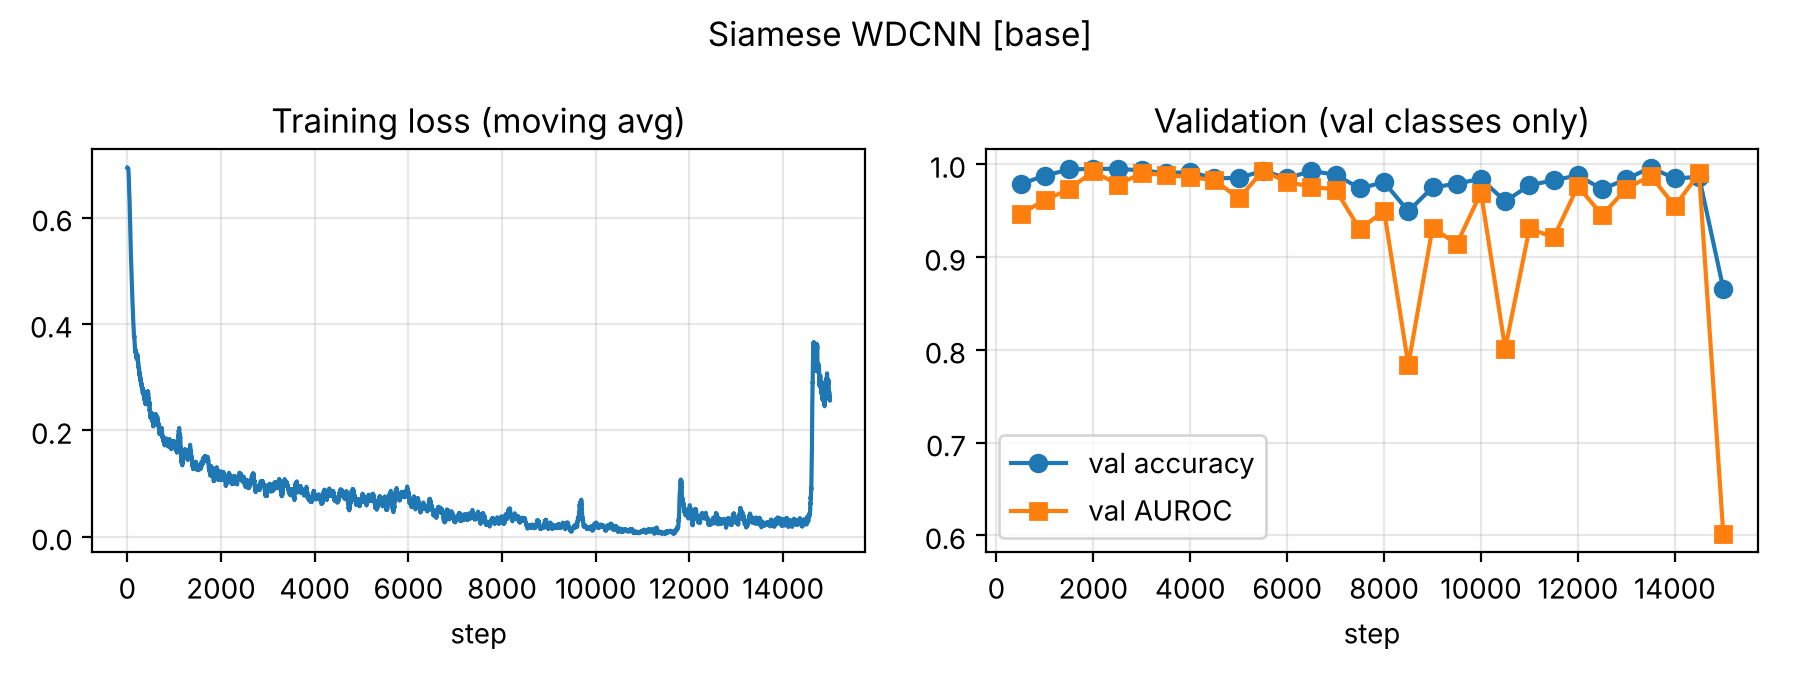 Siamese WDCNN [base]
Training loss (moving avg)
0.6
0.4
0.2
0.0
0 2000 4000 6000 8000 10000 12000 14000
step
Validation (val classes only)
1.0
0.9
0.8
0.7
0.6
val accuracy
val AUROC
0 2000 4000 6000 8000 10000 12000 14000
step